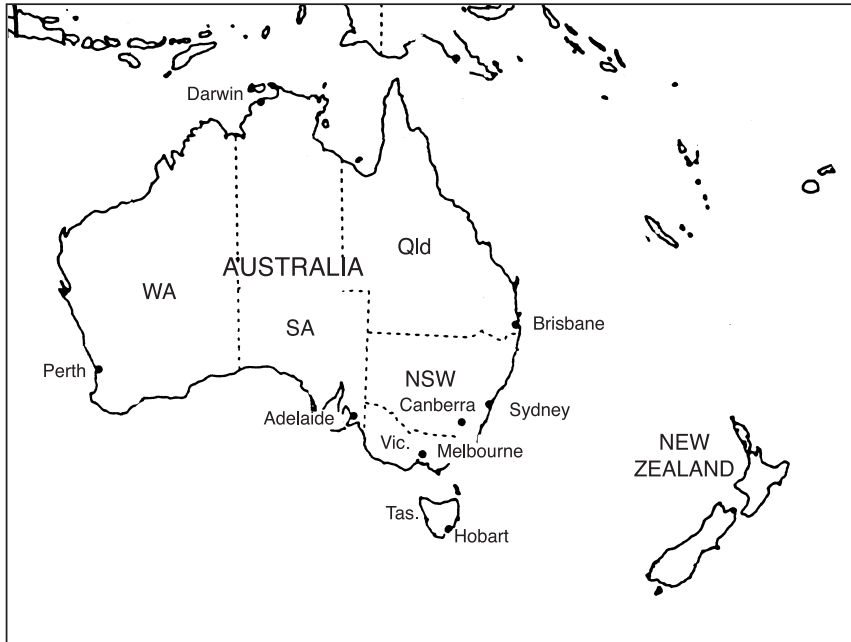 Darwin
Qld
AUSTRALIA
WA
SA
Brisbane
Perth
NSW
Canberra
Sydney
Adelaide
Vic.
Melbourne
NEW
ZEALAND
Tas.
Hobart